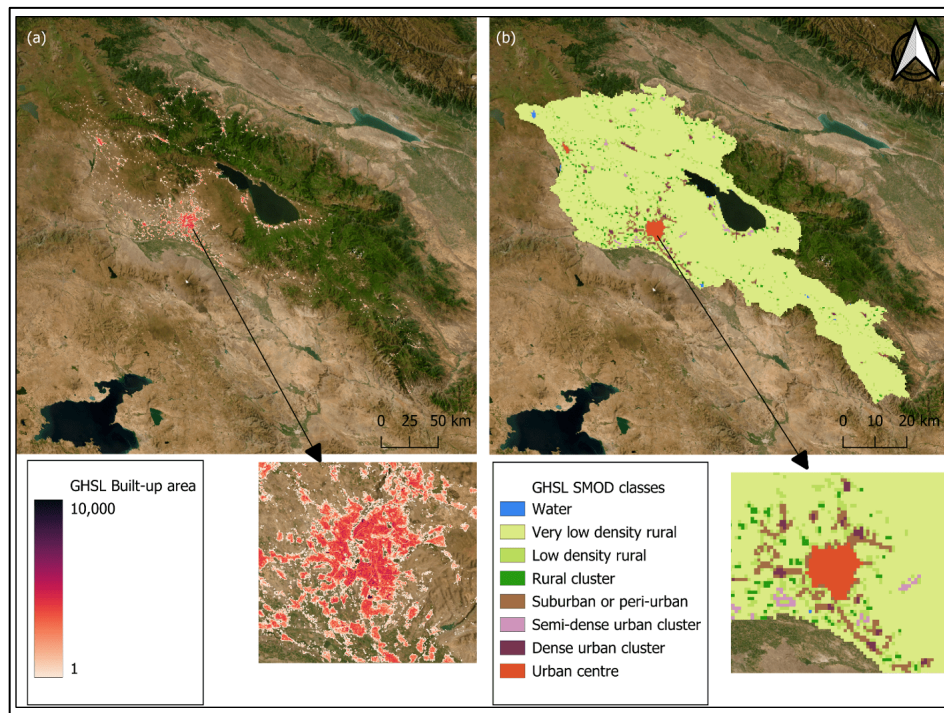 (a)
(b)
0 25 50 km
0 10 20 km
GHSL Built-up area
10,000
1
GHSL SMOD classes
Water
Very low density rural
Low density rural
Rural cluster
Suburban or peri-urban
Semi-dense urban cluster
Dense urban cluster
Urban centre